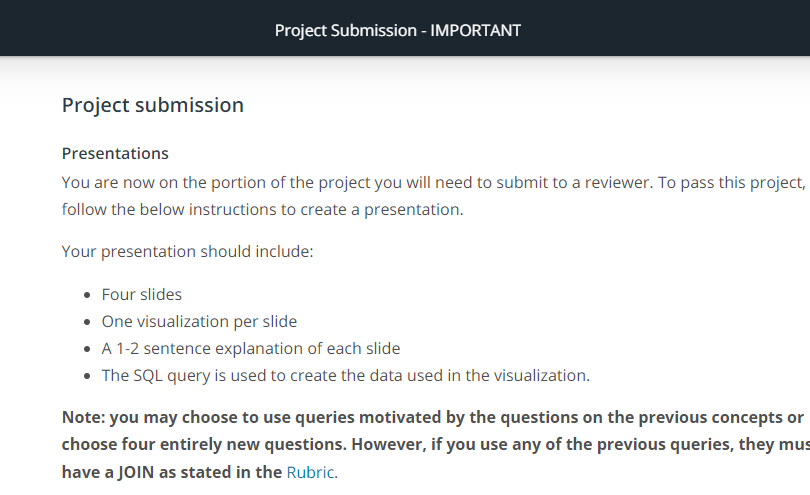 Project Submission - IMPORTANT
Project submission
Presentations
You are now on the portion of the project you will need to submit to a reviewer. To pass this project,
follow the below instructions to create a presentation.
Your presentation should include:
• Four slides
• One visualization per slide
• A 1-2 sentence explanation of each slide
• The SQL query is used to create the data used in the visualization.
Note: you may choose to use queries motivated by the questions on the previous concepts or
choose four entirely new questions. However, if you use any of the previous queries, they mus
have a JOIN as stated in the Rubric.